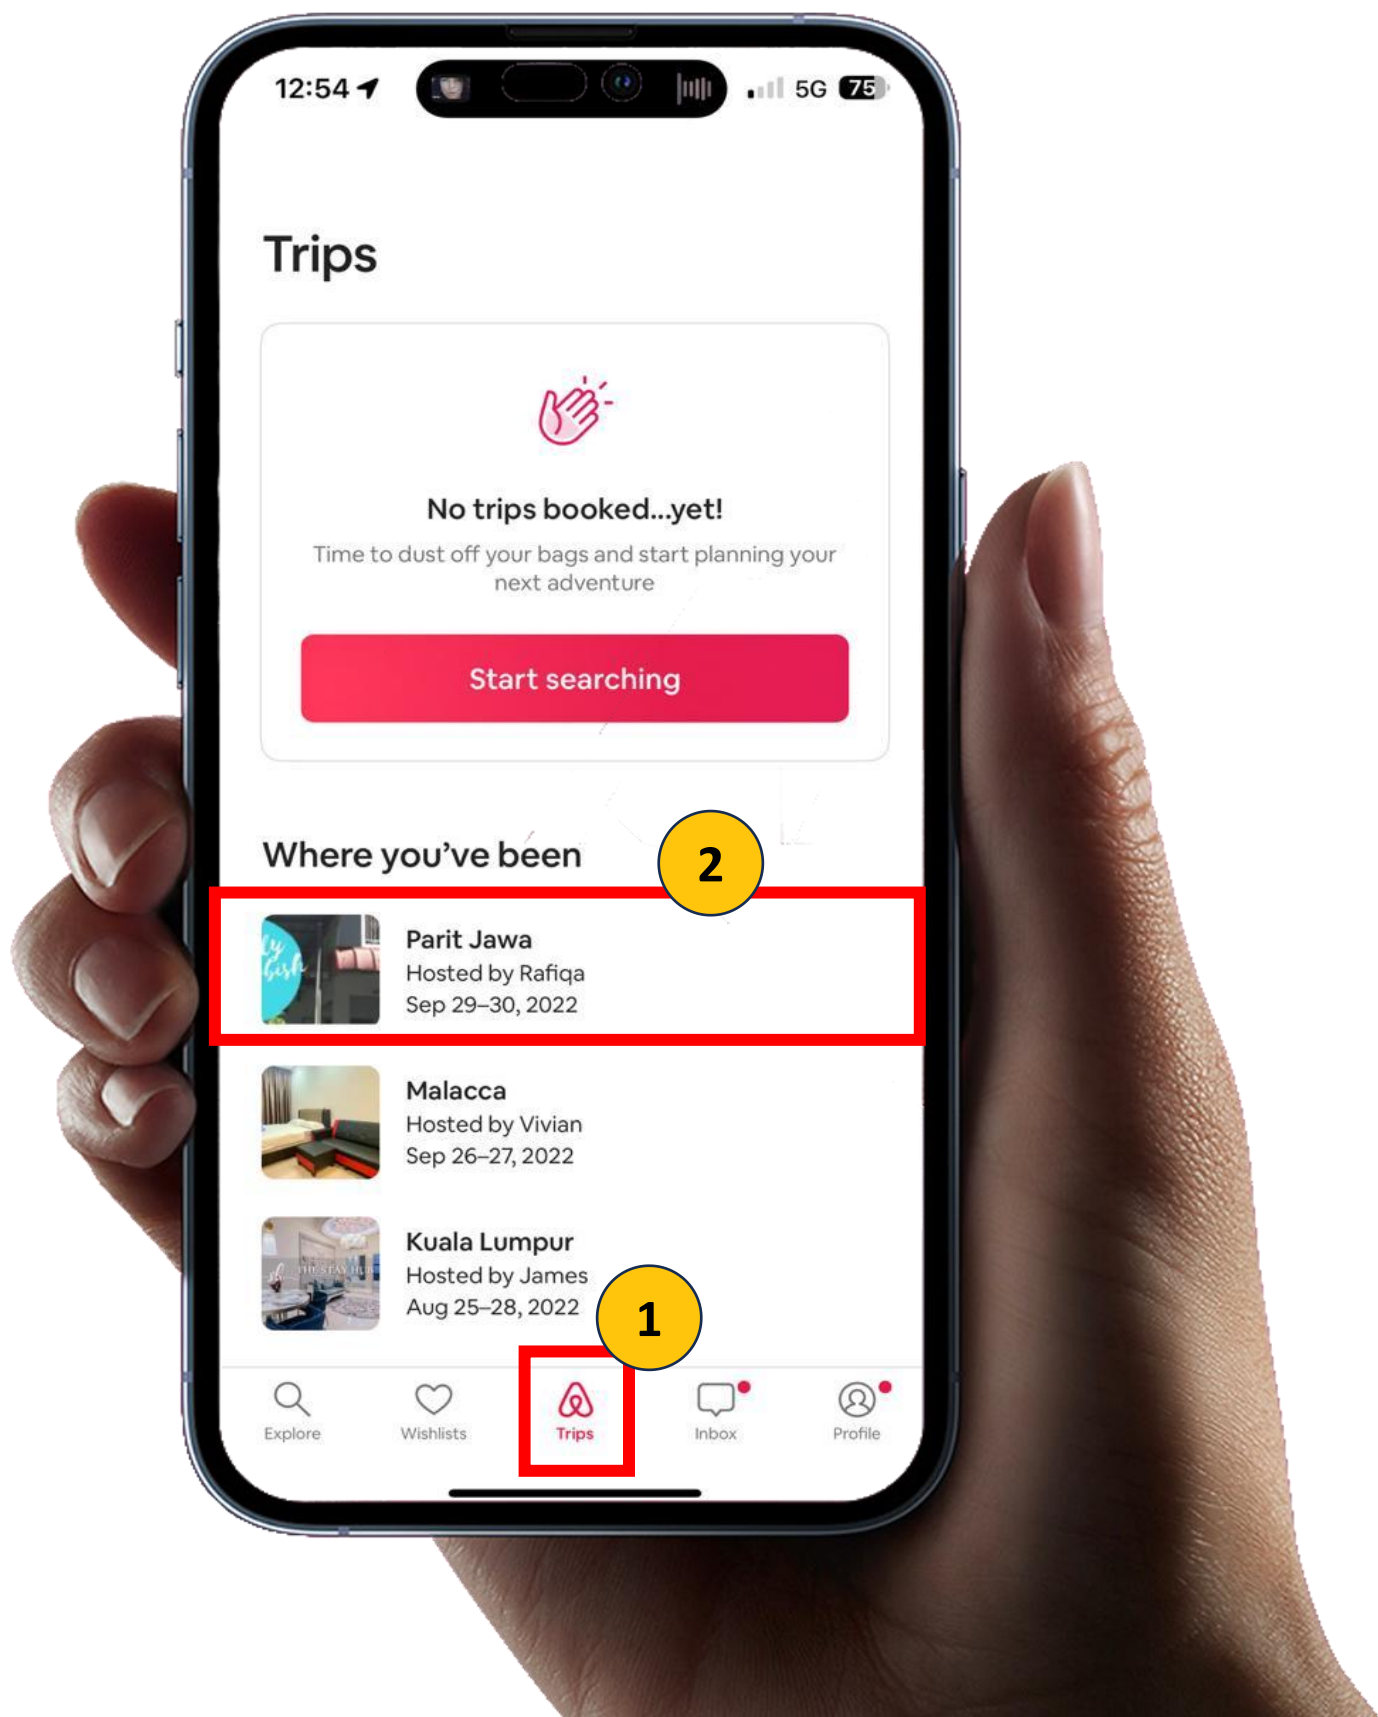 12:54
5G 75
Trips
No trips booked...yet!
Time to dust off your bags and start planning your
next adventure
Start searching
Where you've been
2
Parit Jawa
Hosted by Rafiqa
Sep 29–30, 2022
Malacca
Hosted by Vivian
Sep 26–27, 2022
Kuala Lumpur
Hosted by James
Aug 25–28, 2022
THE STAY HUB
1
Explore
Wishlists
Trips
Inbox
Profile